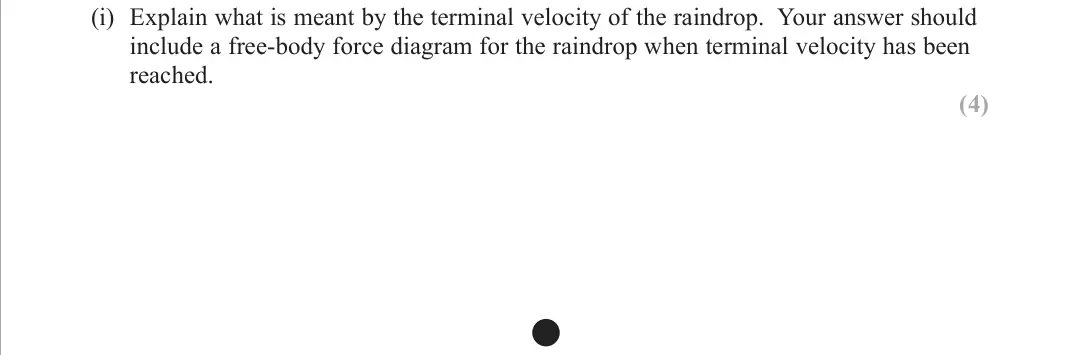 (i) Explain what is meant by the terminal velocity of the raindrop. Your answer should
include a free-body force diagram for the raindrop when terminal velocity has been
reached.
(4)